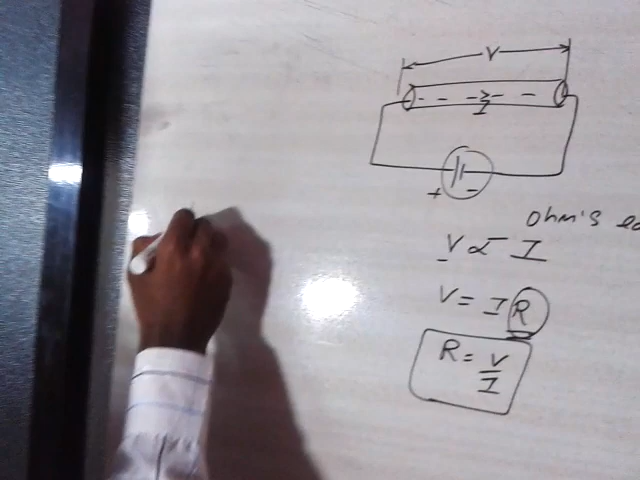 V
I
+ -
Ohm's
V ∝ I
V = I R
R = V/I